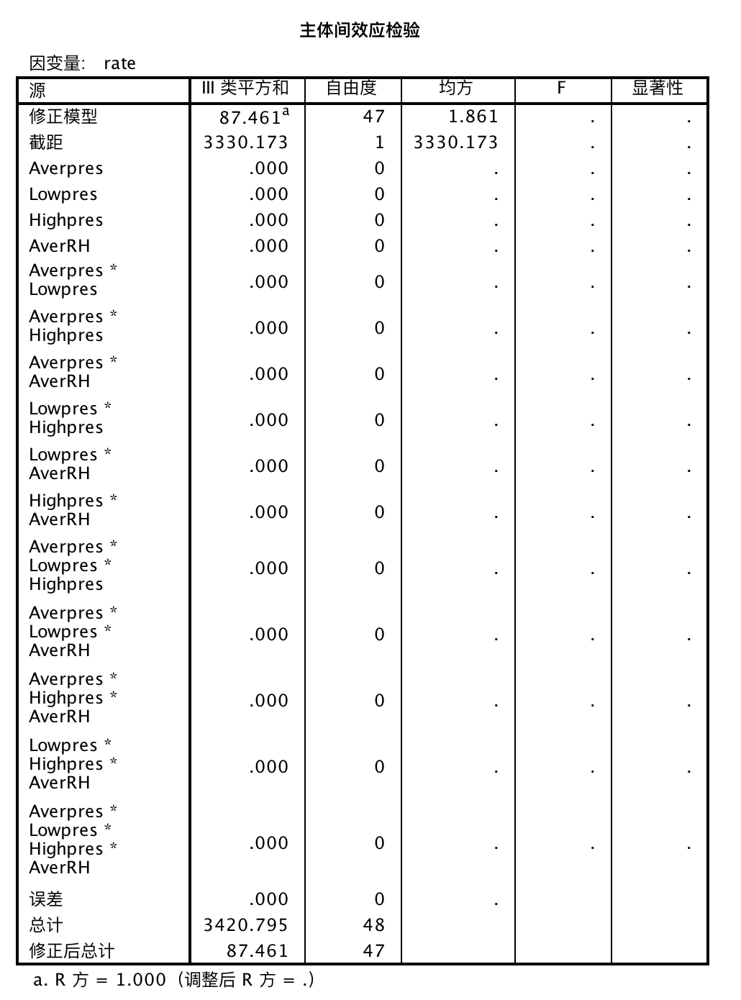 主体间效应检验
因变量: rate
源 III 类平方和 自由度 均方 F 显著性
修正模型 87.461a 47 1.861 . .
截距 3330.173 1 3330.173 . .
Averpres .000 0 . . .
Lowpres .000 0 . . .
Highpres .000 0 . . .
AverRH .000 0 . . .
Averpres *
Lowpres .000 0 . . .
Averpres *
Highpres .000 0 . . .
Averpres *
AverRH .000 0 . . .
Lowpres *
Highpres .000 0 . . .
Lowpres *
AverRH .000 0 . . .
Highpres *
AverRH .000 0 . . .
Averpres *
Lowpres * .000 0 . . .
Highpres
Averpres *
Lowpres * .000 0 . . .
AverRH
Averpres *
Highpres * .000 0 . . .
AverRH
Lowpres *
Highpres * .000 0 . . .
AverRH
Averpres *
Lowpres *
Highpres * .000 0 . . .
AverRH
误差 .000 0 .
总计 3420.795 48
修正后总计 87.461 47
a. R 方 = 1.000（调整后 R 方 = .）